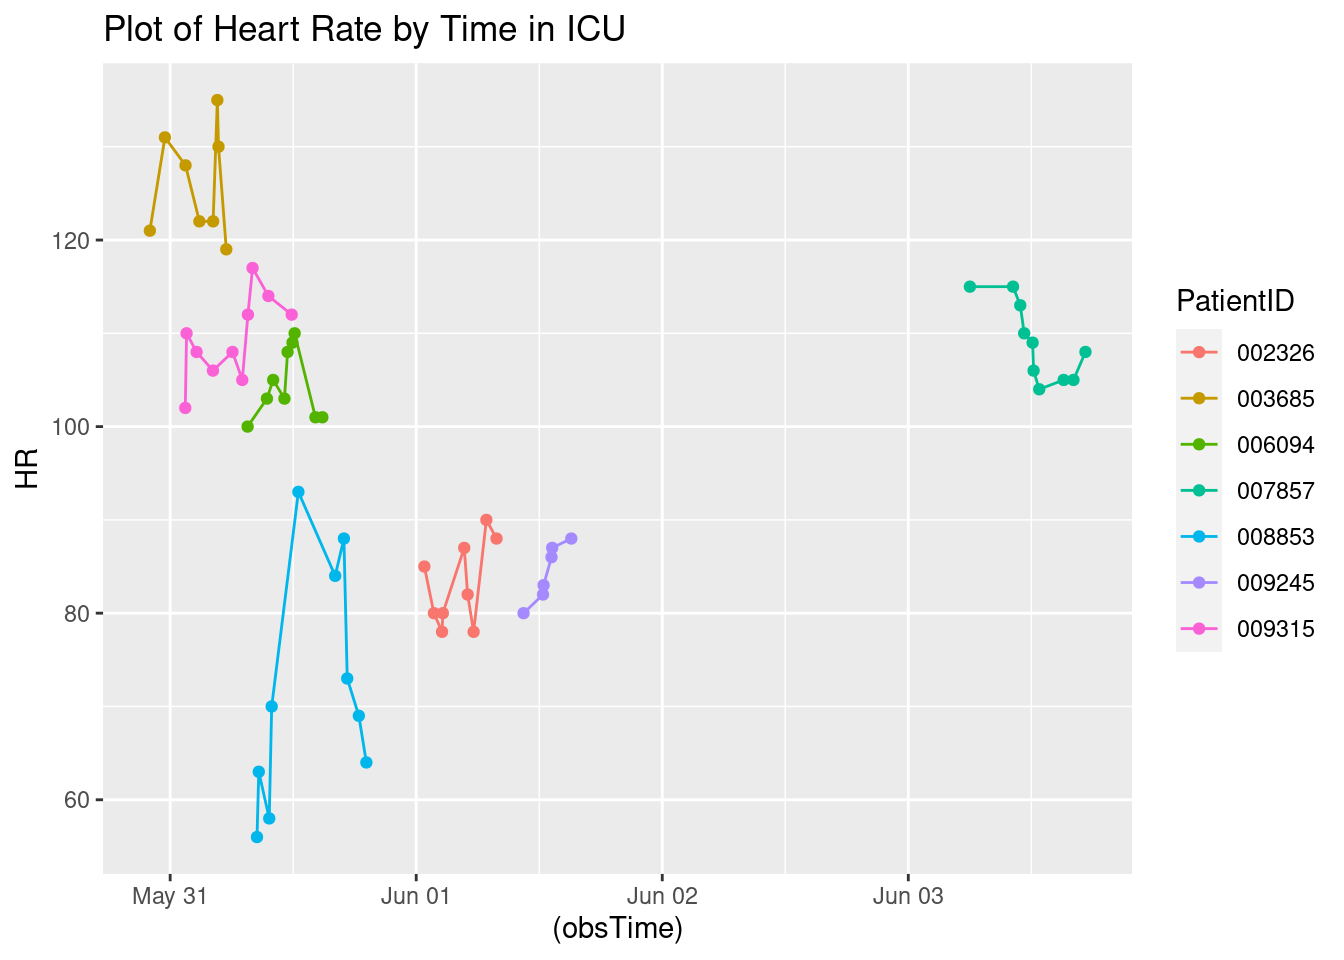 Plot of Heart Rate by Time in ICU
HR
120
100
80
60
May 31 Jun 01 Jun 02 Jun 03
(obsTime)
PatientID
002326
003685
006094
007857
008853
009245
009315